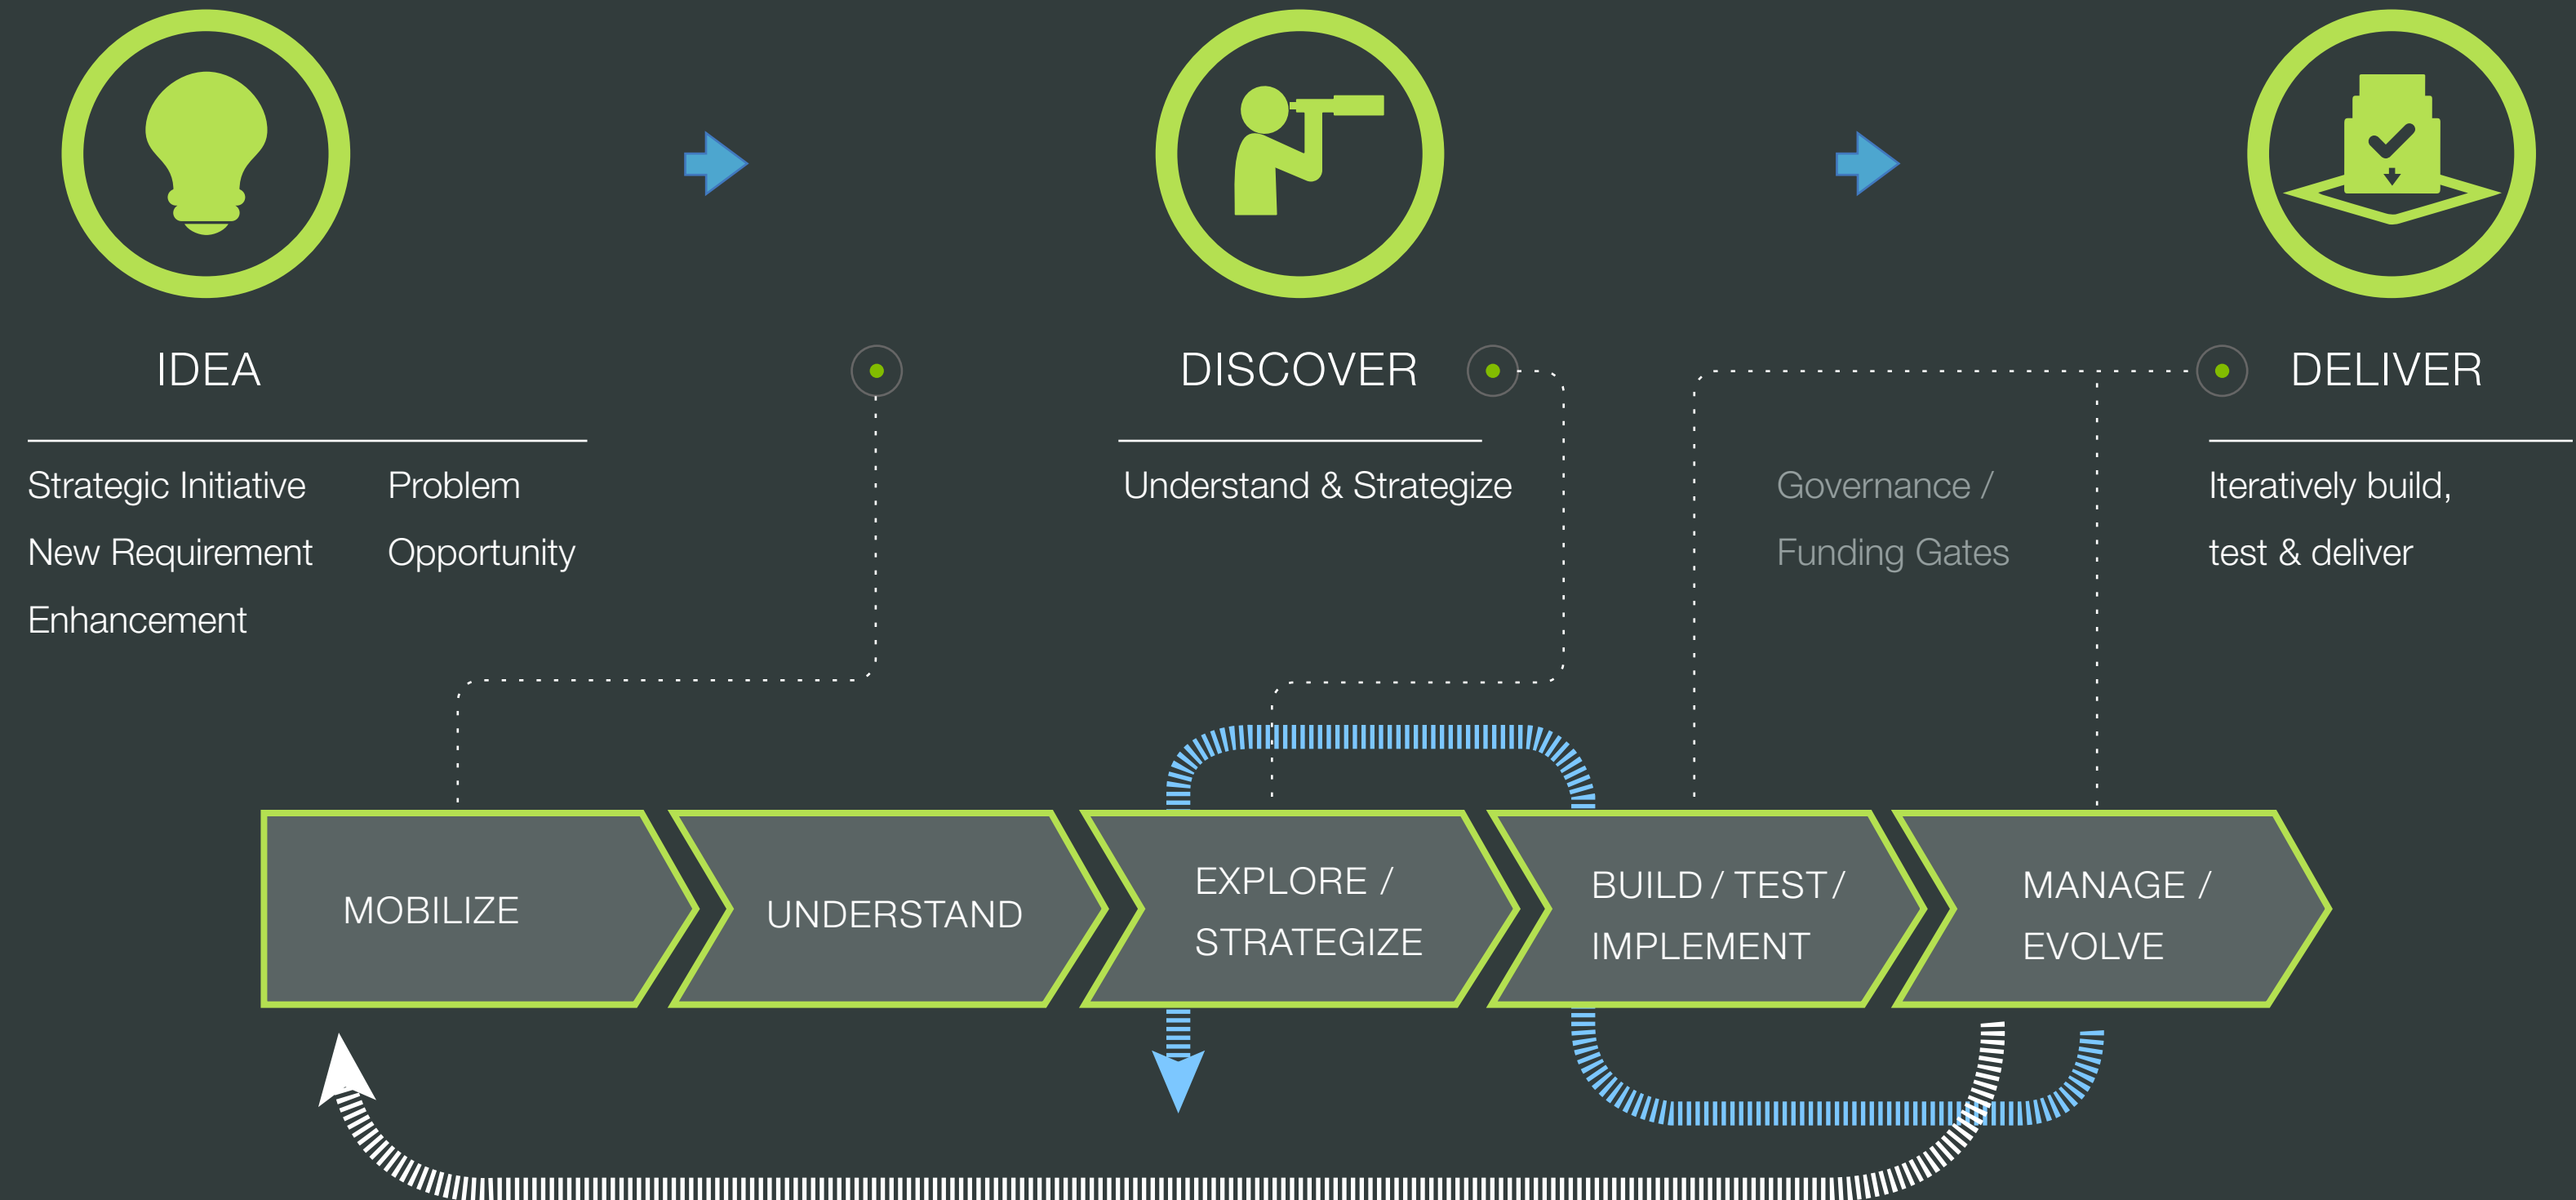 IDEA
Strategic Initiative
New Requirement
Enhancement
Problem
Opportunity
DISCOVER
Understand & Strategize
Governance /
Funding Gates
DELIVER
Iteratively build,
test & deliver
MOBILIZE
UNDERSTAND
EXPLORE /
STRATEGIZE
BUILD / TEST /
IMPLEMENT
MANAGE /
EVOLVE